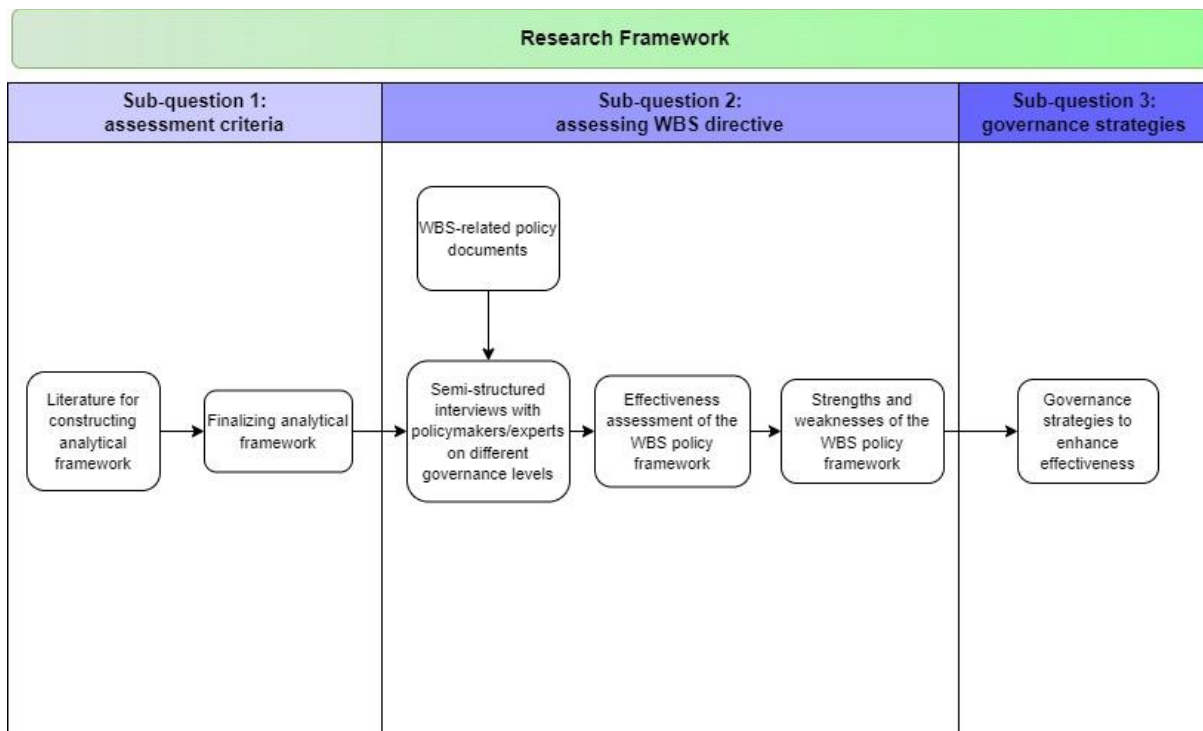 Research Framework
Sub-question 1:
assessment criteria
Sub-question 2:
assessing WBS directive
Sub-question 3:
governance strategies
WBS-related policy
documents
Literature for
constructing
analytical
framework
Finalizing analytical
framework
Semi-structured
interviews with
policymakers/experts
on different
governance levels
Effectiveness
assessment of the
WBS policy
framework
Strengths and
weaknesses of the
WBS policy
framework
Governance
strategies to
enhance
effectiveness